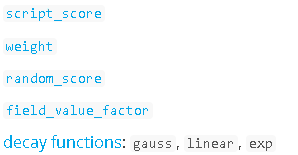 script_score
weight
random_score
field_value_factor
decay functions: gauss, linear, exp